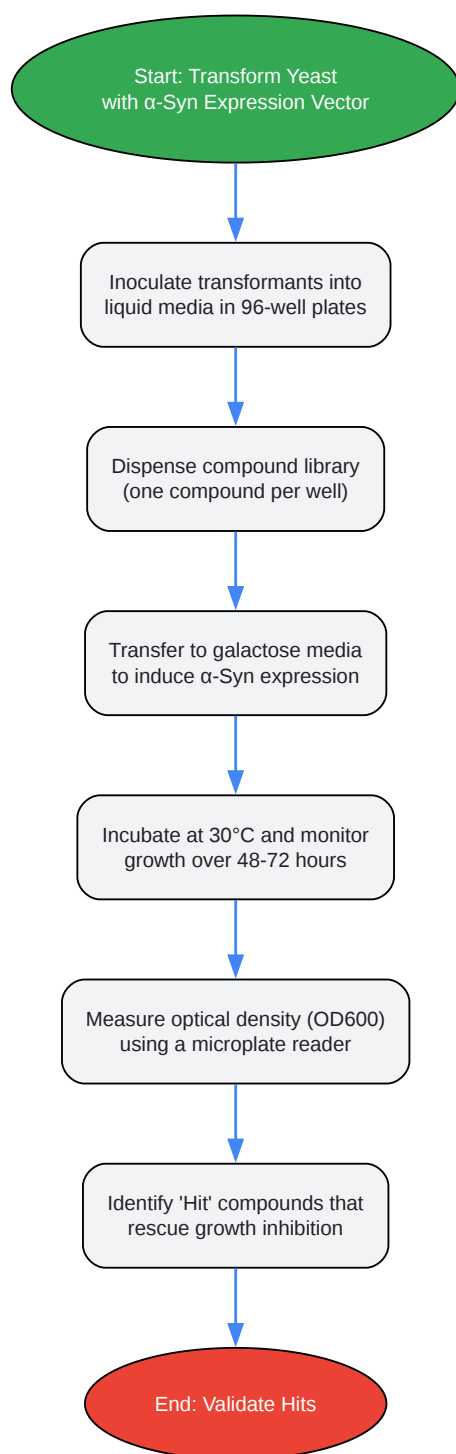 Start: Transform Yeast
with α-Syn Expression Vector
Inoculate transformants into
liquid media in 96-well plates
Dispense compound library
(one compound per well)
Transfer to galactose media
to induce α-Syn expression
Incubate at 30°C and monitor
growth over 48-72 hours
Measure optical density (OD600)
using a microplate reader
Identify 'Hit' compounds that
rescue growth inhibition
End: Validate Hits